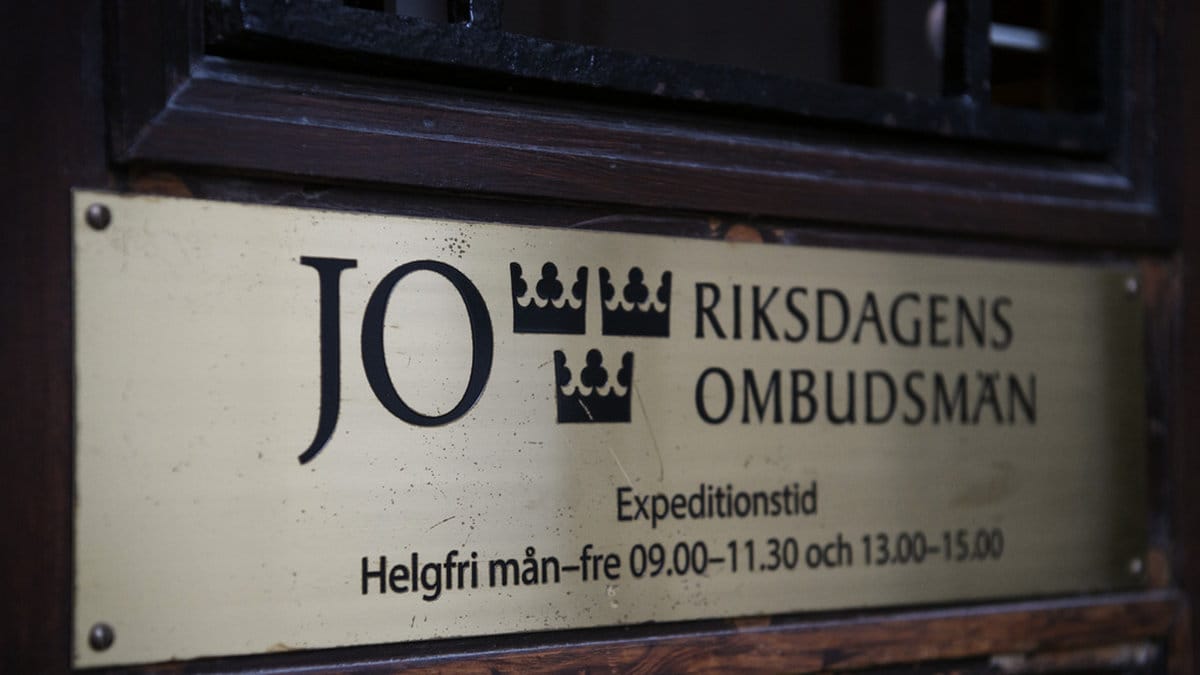 JO RIKSDAGENS
OMBUDSMÄN
Expeditionstid
Helgfri mån–fre 09.00–11.30 och 13.00–15.00